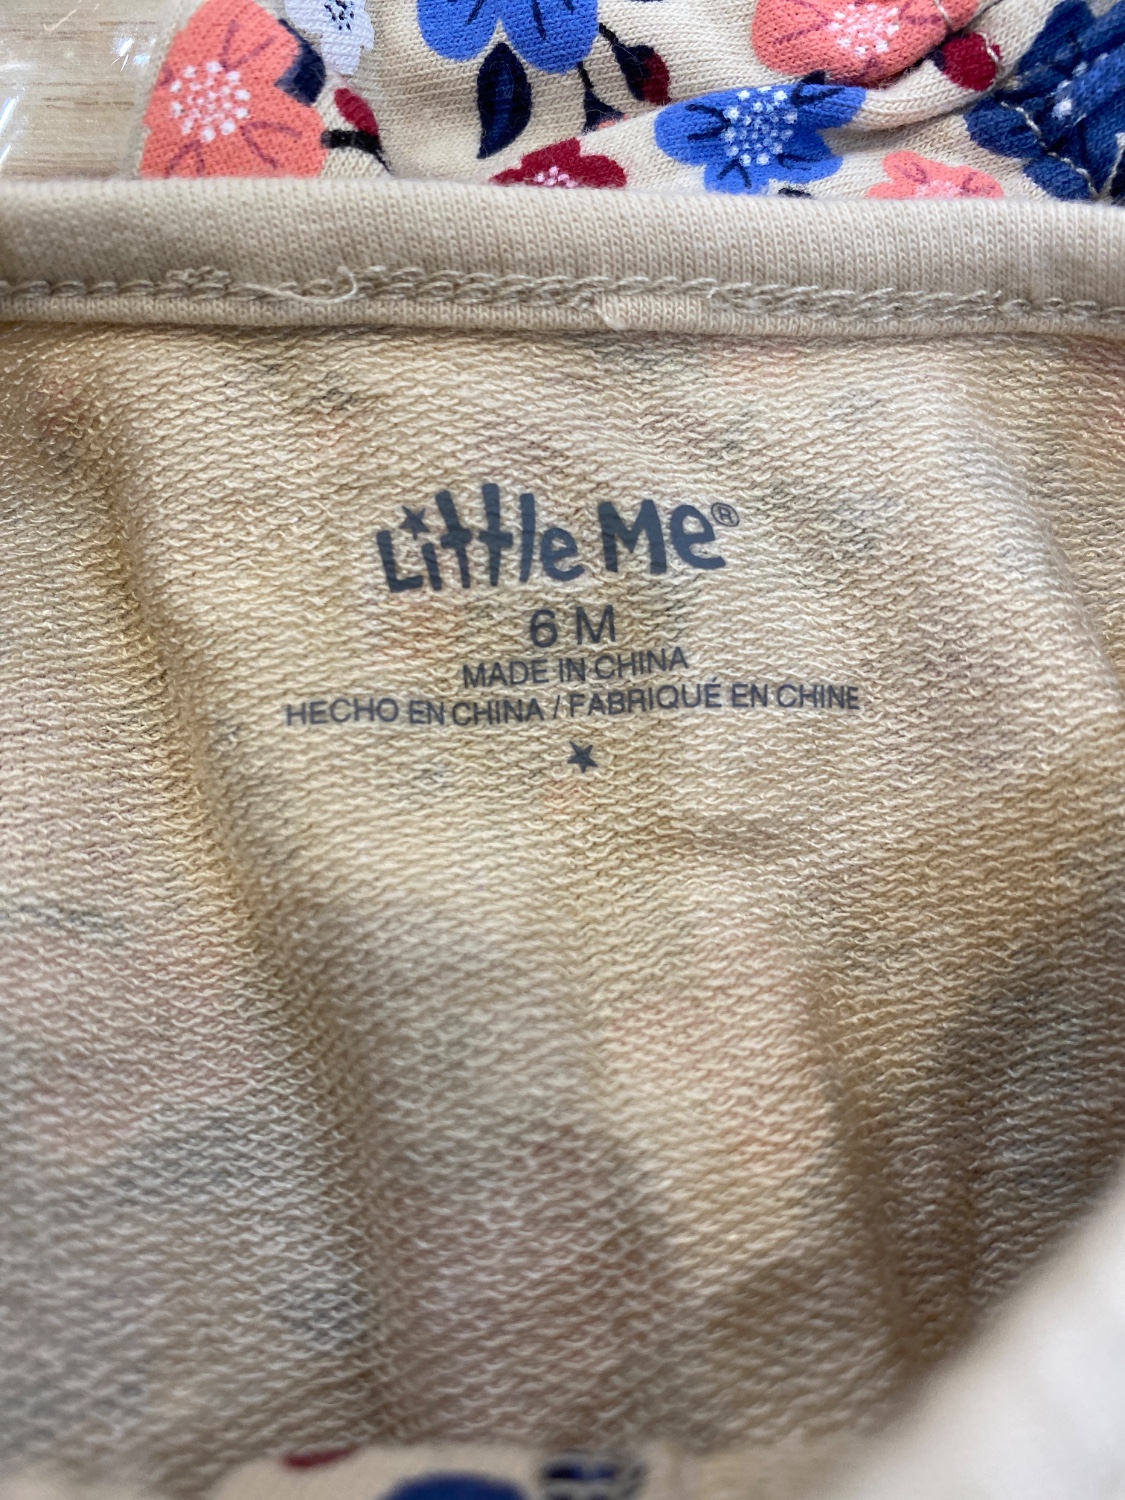 Little Me®
6 M
MADE IN CHINA
HECHO EN CHINA / FABRIQUÉ EN CHINE